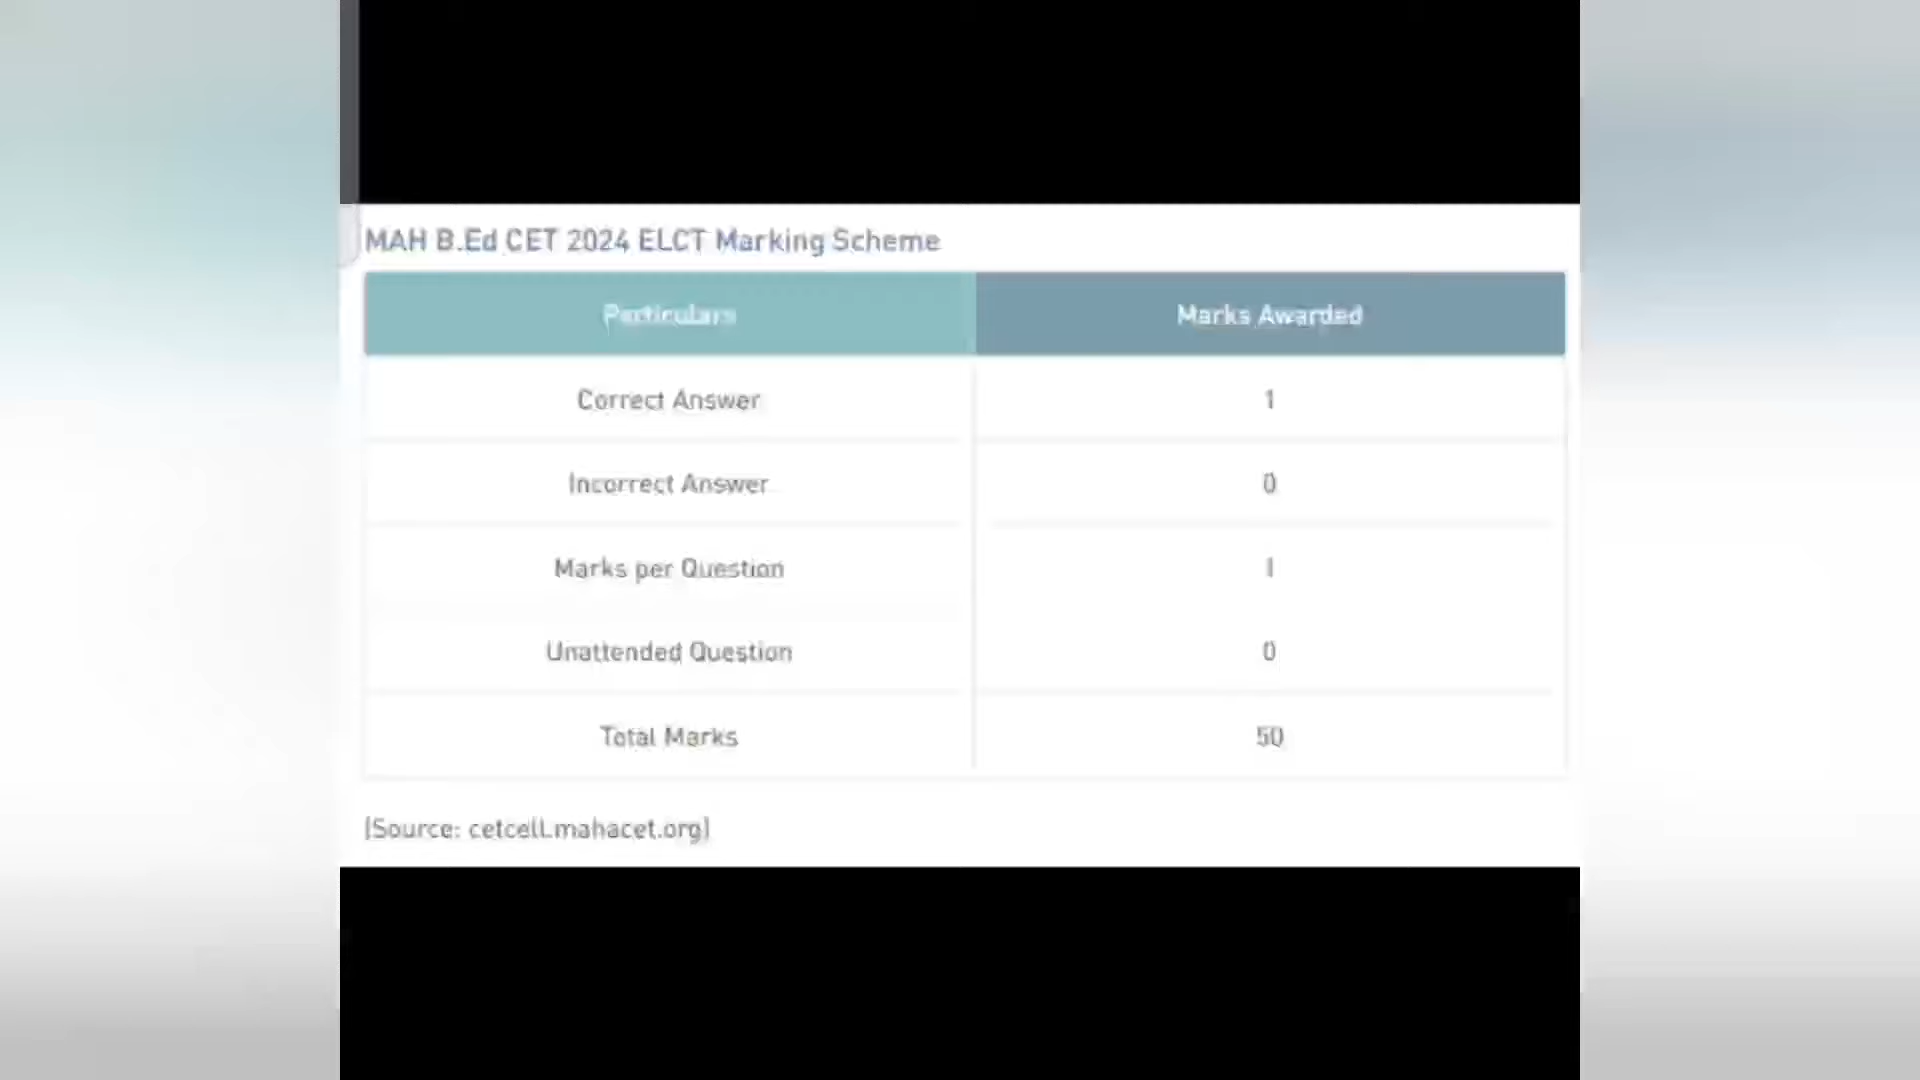 MAH B.Ed CET 2024 ELCT Marking Scheme
Particulars Marks Awarded
Correct Answer 1
Incorrect Answer 0
Marks per Question 1
Unattended Question 0
Total Marks 50
(Source: cetcell.mahacet.org)